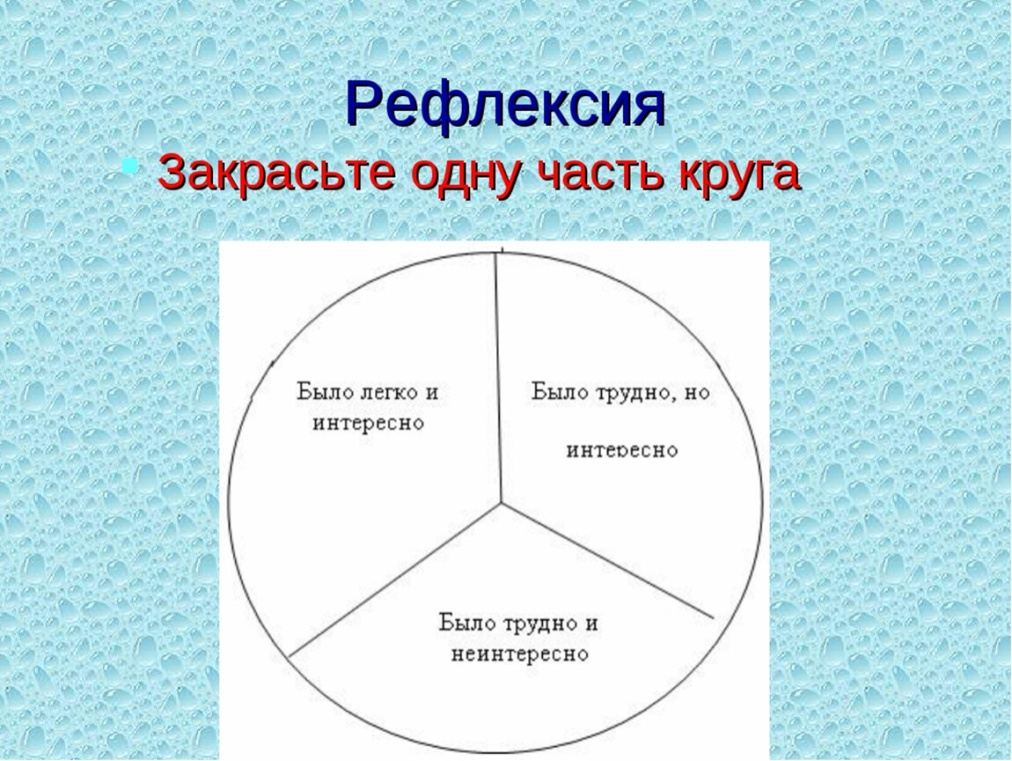 Рефлексия
Закрасьте одну часть круга
Было легко и
интересно
Было трудно, но
интересно
Было трудно и
неинтересно